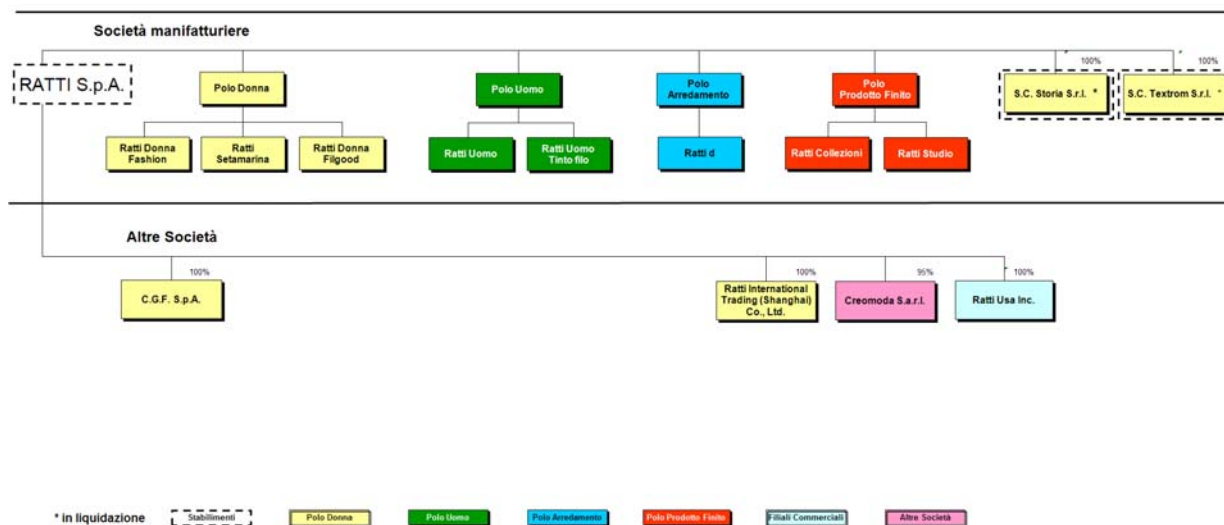 Società manifatturiere
100%
100%
RATTI S.p.A.
Polo Donna
Polo Uomo
Polo
Arredamento
Polo
Prodotto Finito
S.C. Storia S.r.l. *
S.C. Textrom S.r.l. *
Ratti Donna
Fashion
Ratti
Setamarina
Ratti Donna
Filgood
Ratti Uomo
Ratti Uomo
Tinto filo
Ratti d
Ratti Collezioni
Ratti Studio
Altre Società
100%
100%
95%
100%
C.G.F. S.p.A.
Ratti International
Trading (Shanghai)
Co., Ltd.
Creomoda S.a.r.l.
Ratti Usa Inc.
* in liquidazione
Stabilimenti
Polo Donna
Polo Uomo
Polo Arredamento
Polo Prodotto Finito
Filiali Commerciali
Altre Società